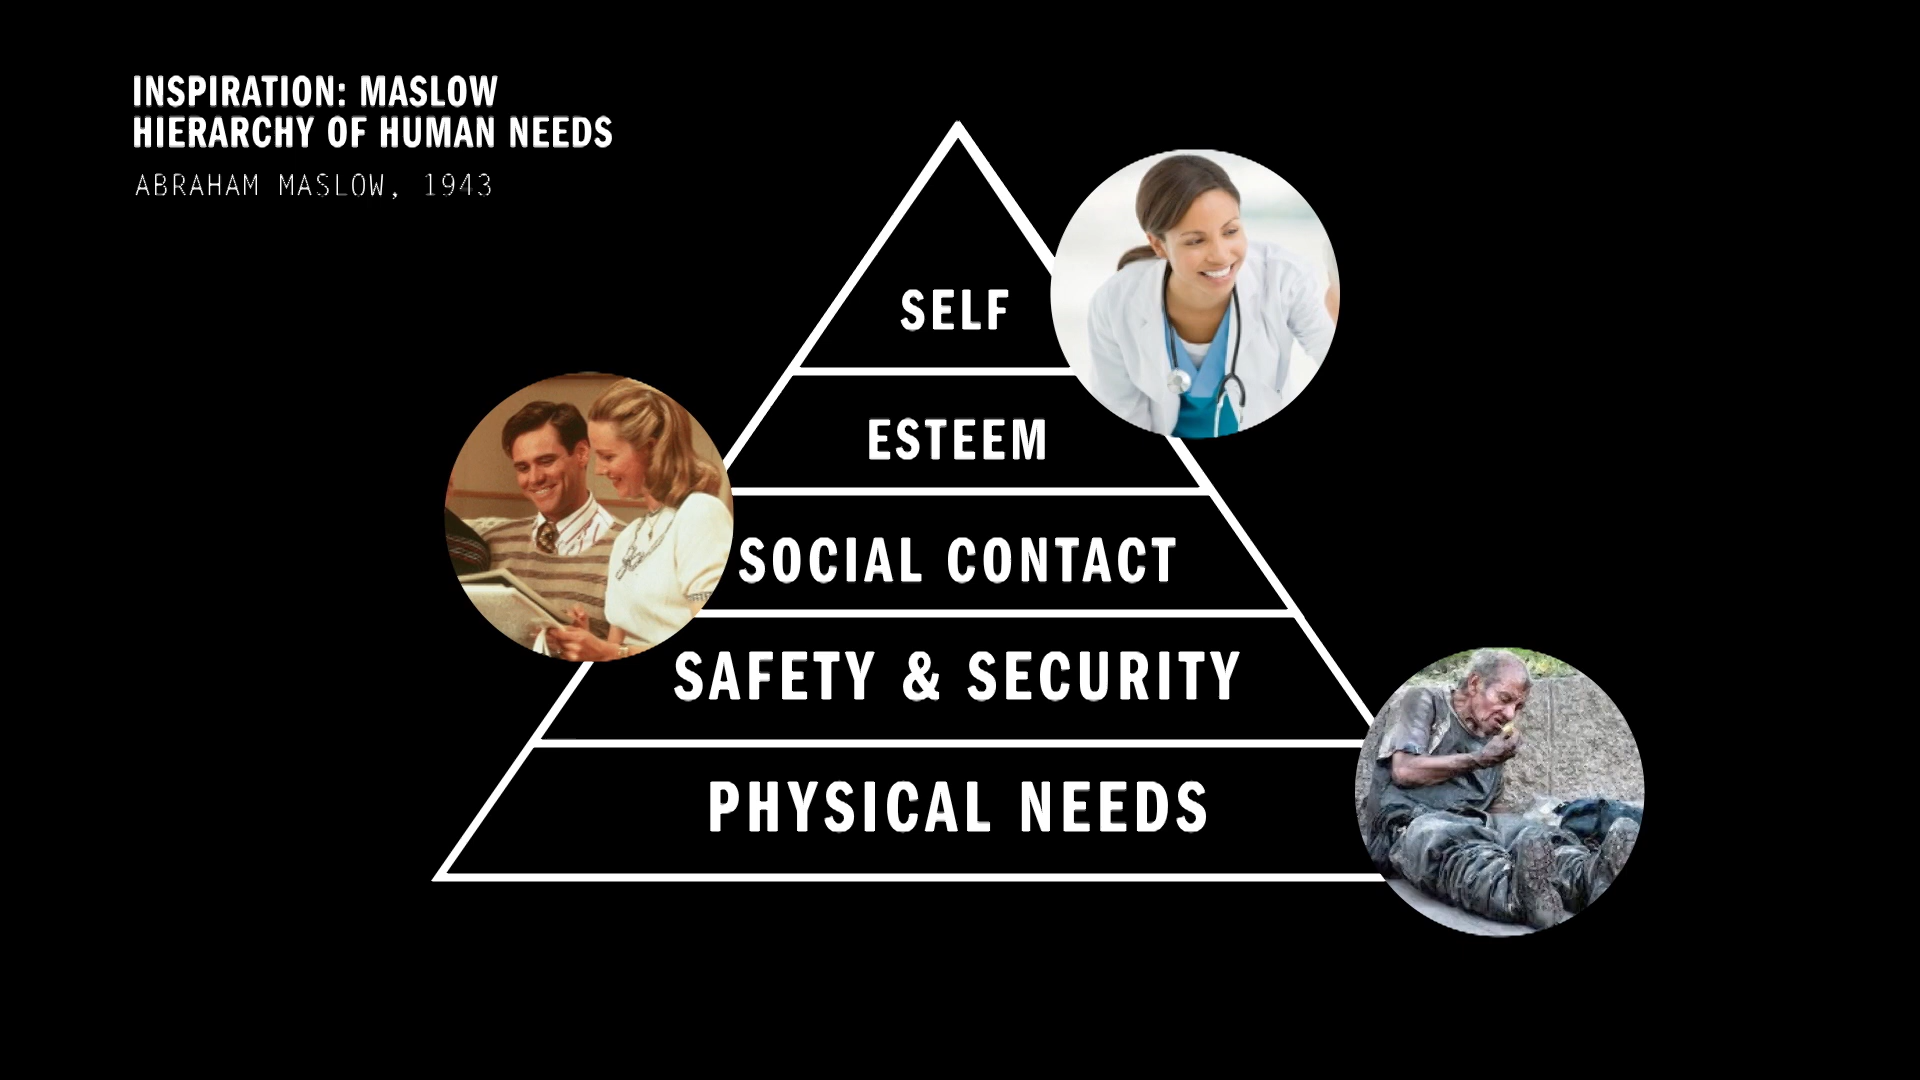 INSPIRATION: MASLOW
HIERARCHY OF HUMAN NEEDS
ABRAHAM MASLOW, 1943
SELF
ESTEEM
SOCIAL CONTACT
SAFETY & SECURITY
PHYSICAL NEEDS